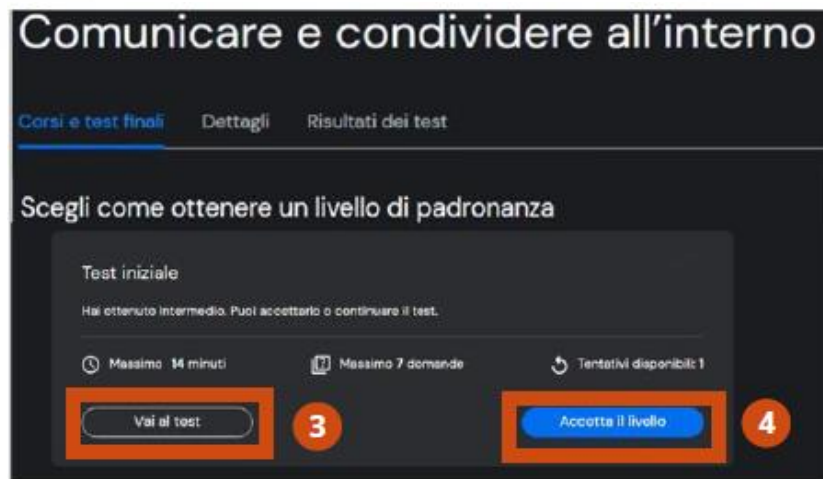 Comunicare e condividere all'interno
Corsi e test finali Dettagli Risultati dei test
Scegli come ottenere un livello di padronanza
Test iniziale
Hai ottenuto Intermedio. Puoi accettarlo o continuare il test.
Massimo 14 minuti Massimo 7 domande Tentativi disponibili: 1
Vai al test 3 Accetta il livello 4